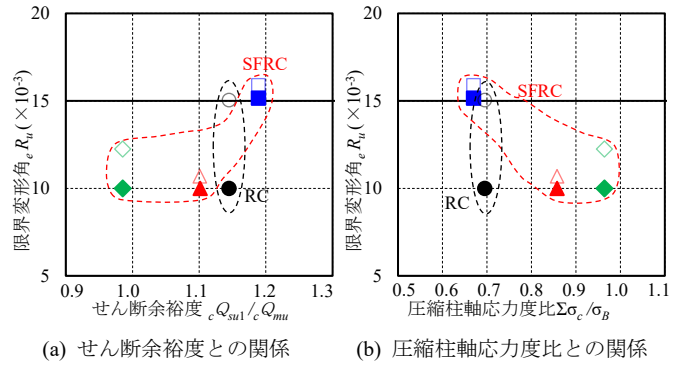 20
15
10
5
限界変形角 eRu(×10⁻³)
SFRC
RC
0.9 1.0 1.1 1.2 1.3
せん断余裕度 cQsu1/cQmu
(a) せん断余裕度との関係
20
15
10
5
限界変形角 eRu(×10⁻³)
SFRC
RC
0.5 0.6 0.7 0.8 0.9 1.0 1.1
圧縮柱軸応力度比Σσc/σB
(b) 圧縮柱軸応力度比との関係